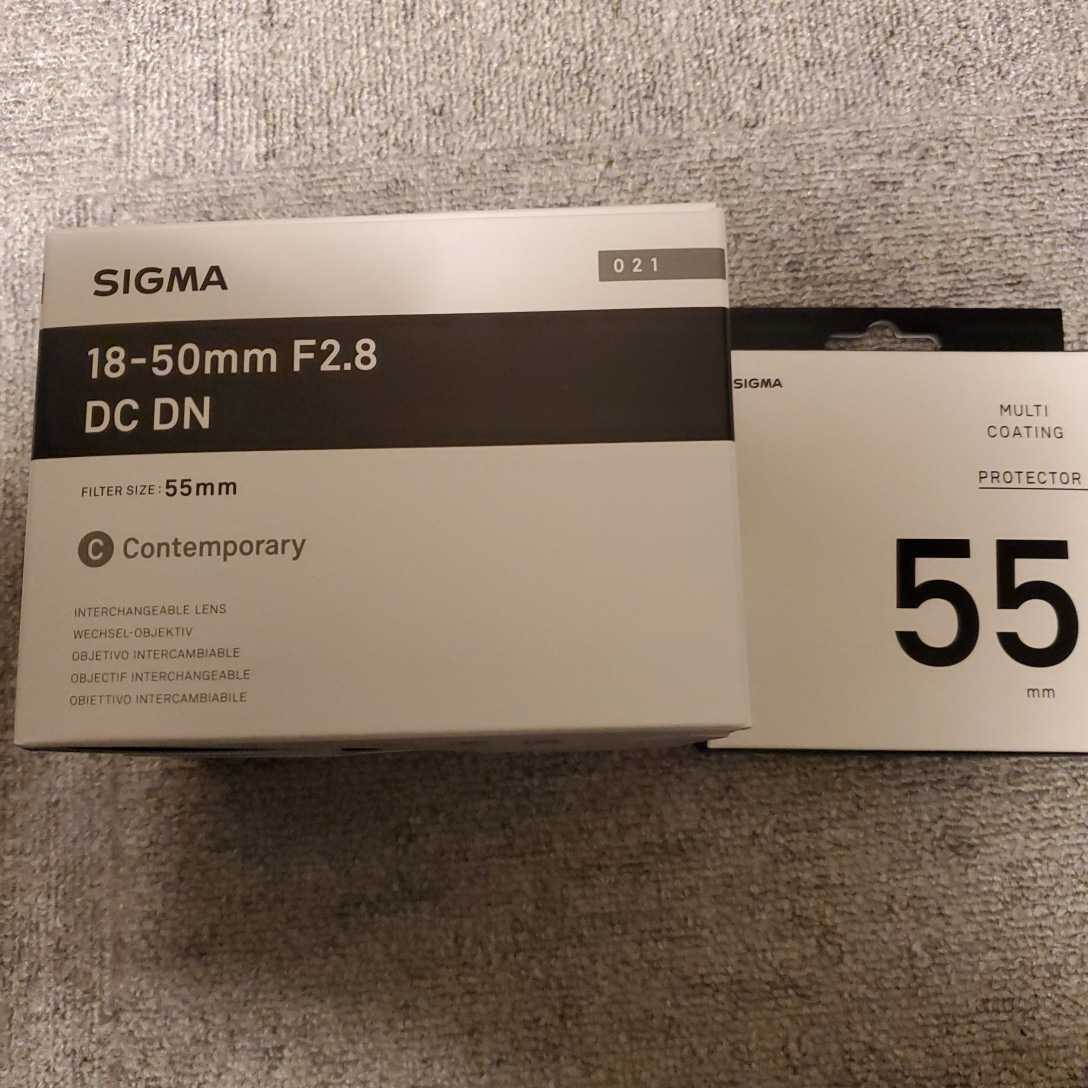 SIGMA
021
18-50mm F2.8
DC DN
FILTER SIZE: 55mm
C Contemporary
INTERCHANGEABLE LENS
WECHSEL-OBJEKTIV
OBJETIVO INTERCAMBIABLE
OBJECTIF INTERCHANGEABLE
OBIETTIVO INTERCAMBIABILE
SIGMA
MULTI
COATING
PROTECTOR
55
mm